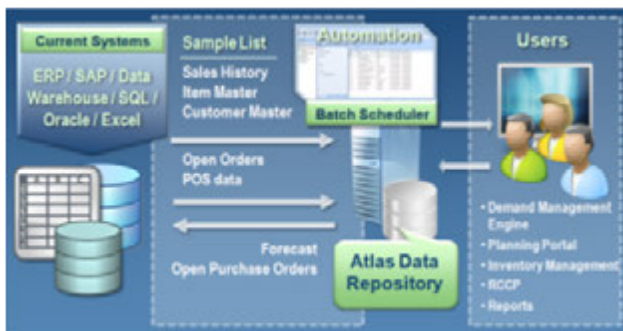 Current Systems
ERP / SAP / Data
Warehouse / SQL /
Oracle / Excel
Sample List
Sales History
Item Master
Customer Master
Open Orders
POS data
Forecast
Open Purchase Orders
Automation
Batch Scheduler
Atlas Data
Repository
Users
• Demand Management
Engine
• Planning Portal
• Inventory Management
• RCCP
• Reports